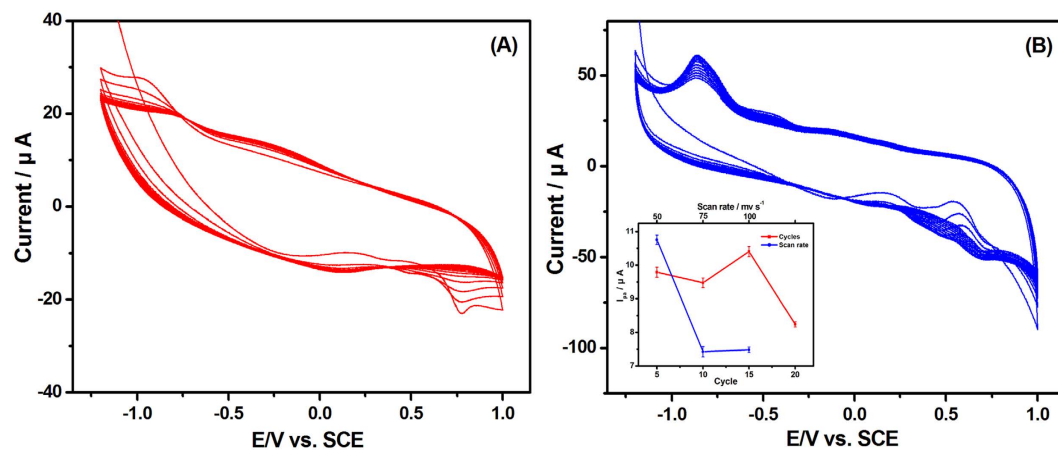 (A)
Current / µ A
40
20
0
-20
-40
-1.0
-0.5
0.0
0.5
1.0
E/V vs. SCE
(B)
Current / µ A
50
0
-50
-100
-1.0
-0.5
0.0
0.5
1.0
E/V vs. SCE
Scan rate / mv s⁻¹
50
75
100
Cycles
Scan rate
Iₚₐ / µ A
11
10
9
8
7
5
10
15
20
Cycle